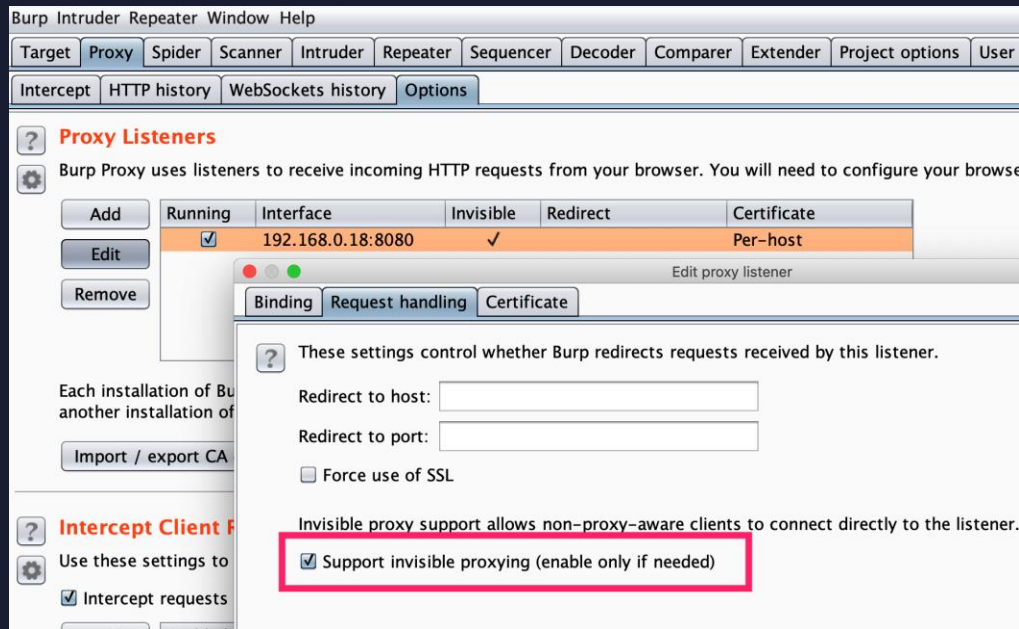 Burp Intruder Repeater Window Help
Target Proxy Spider Scanner Intruder Repeater Sequencer Decoder Comparer Extender Project options User
Intercept HTTP history WebSockets history Options
? Proxy Listeners
Burp Proxy uses listeners to receive incoming HTTP requests from your browser. You will need to configure your browse
Add Running Interface Invisible Redirect Certificate
192.168.0.18:8080 ✓ Per-host
Edit
Edit proxy listener
Remove
Binding Request handling Certificate
? These settings control whether Burp redirects requests received by this listener.
Redirect to host:
Each installation of Bu
another installation of
Redirect to port:
Import / export CA
Force use of SSL
? Intercept Client R
Invisible proxy support allows non-proxy-aware clients to connect directly to the listener.
Use these settings to
Support invisible proxying (enable only if needed)
Intercept requests